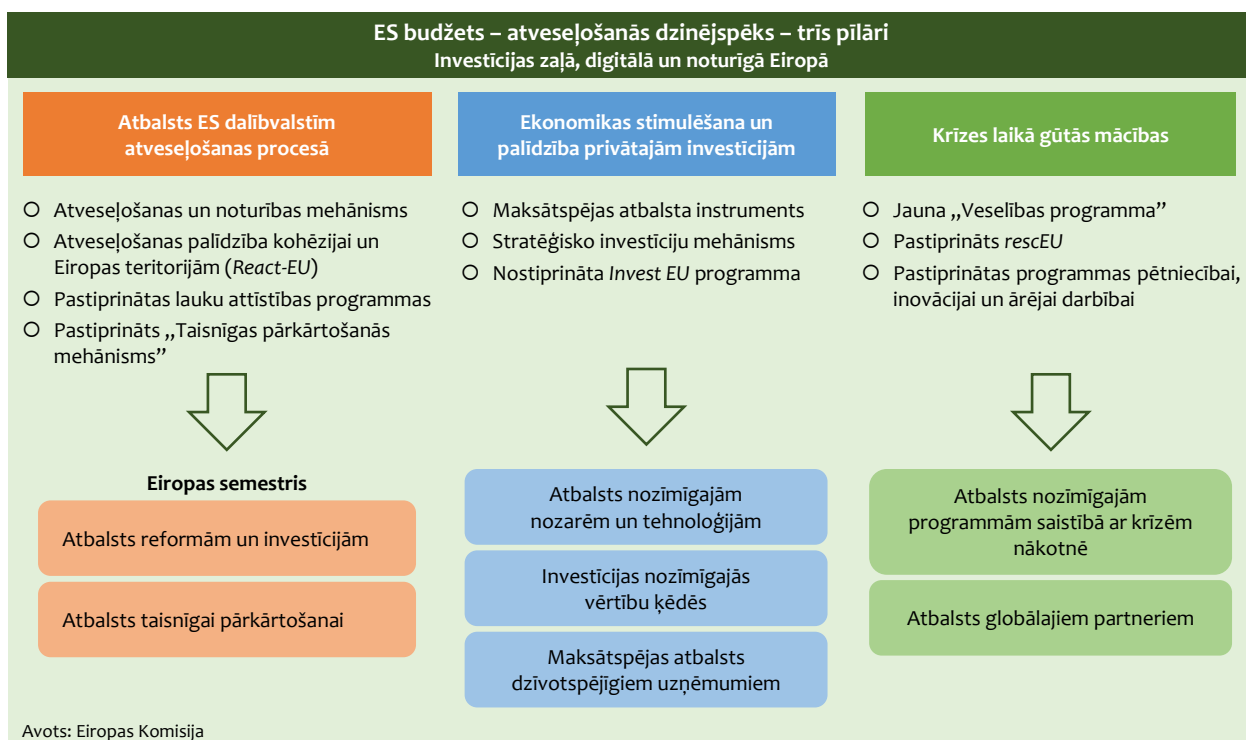 ES budžets – atveseļošanās dzinējspēks – trīs pīlāri
Investīcijas zaļā, digitālā un noturīgā Eiropā
Atbalsts ES dalībvalstīm
atveseļošanas procesā
○ Atveseļošanas un noturības mehānisms
○ Atveseļošanas palīdzība kohēzijai un
Eiropas teritorijām (React-EU)
○ Pastiprinātas lauku attīstības programmas
○ Pastiprināts „Taisnīgas pārkārtošanās
mehānisms”
Eiropas semestris
Atbalsts reformām un investīcijām
Atbalsts taisnīgai pārkārtošanai
Ekonomikas stimulēšana un
palīdzība privātajām investīcijām
○ Maksātspējas atbalsta instruments
○ Stratēģisko investīciju mehānisms
○ Nostiprināta Invest EU programma
Atbalsts nozīmīgajām
nozarēm un tehnoloģijām
Investīcijas nozīmīgajās
vērtību ķēdēs
Maksātspējas atbalsts
dzīvotspējīgiem uzņēmumiem
Krīzes laikā gūtās mācības
○ Jauna „Veselības programma”
○ Pastiprināts rescEU
○ Pastiprinātas programmas pētniecībai,
inovācijai un ārējai darbībai
Atbalsts nozīmīgajām
programmām saistībā ar krīzēm
nākotnē
Atbalsts globālajiem partneriem
Avots: Eiropas Komisija